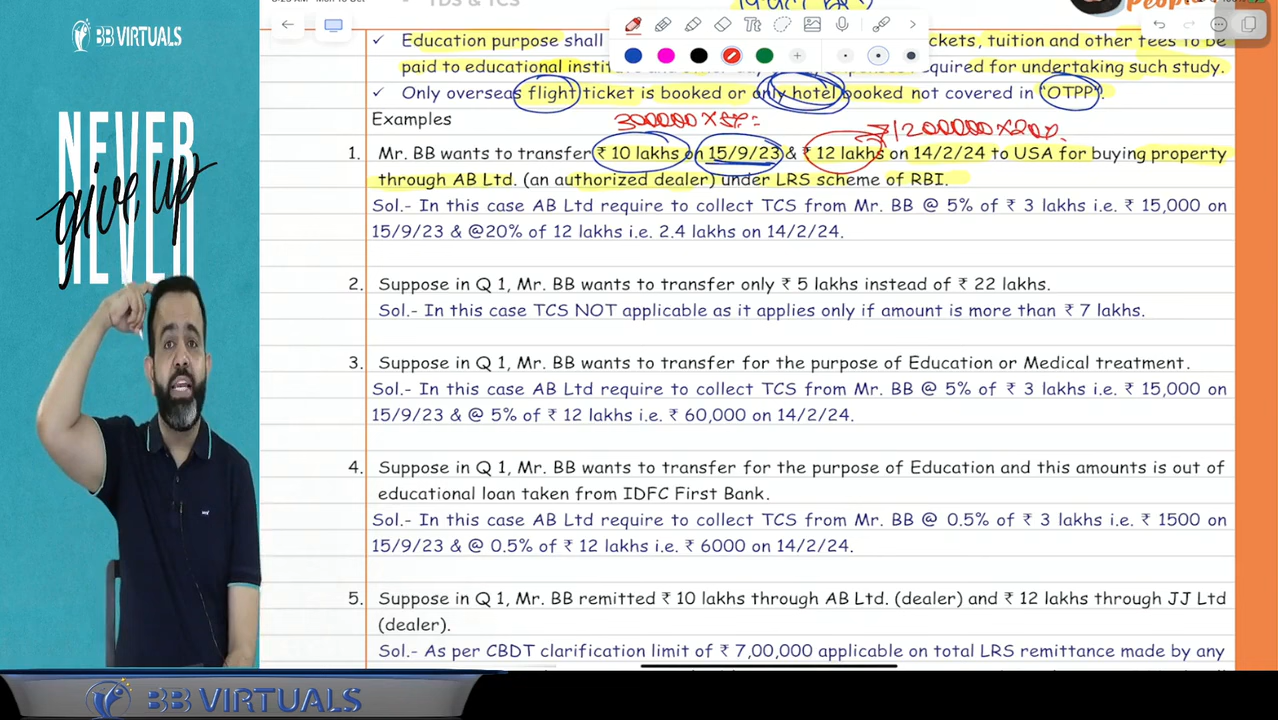 TDS & TCS
BB VIRTUALS
NEVER
give up
NEVER
✓ Education purpose shall ckets, tuition and other fees to be
paid to educational required for undertaking such study.
✓ Only overseas flight ticket is booked or only hotel booked not covered in "OTPP".
Examples
300000 X 5% =
1200000 X 20%
1. Mr. BB wants to transfer ₹ 10 lakhs on 15/9/23 & ₹ 12 lakhs on 14/2/24 to USA for buying property
through AB Ltd. (an authorized dealer) under LRS scheme of RBI.
Sol.- In this case AB Ltd require to collect TCS from Mr. BB @ 5% of ₹ 3 lakhs i.e. ₹ 15,000 on
15/9/23 & @20% of 12 lakhs i.e. 2.4 lakhs on 14/2/24.
2. Suppose in Q 1, Mr. BB wants to transfer only ₹ 5 lakhs instead of ₹ 22 lakhs.
Sol.- In this case TCS NOT applicable as it applies only if amount is more than ₹ 7 lakhs.
3. Suppose in Q 1, Mr. BB wants to transfer for the purpose of Education or Medical treatment.
Sol.- In this case AB Ltd require to collect TCS from Mr. BB @ 5% of ₹ 3 lakhs i.e. ₹ 15,000 on
15/9/23 & @ 5% of ₹ 12 lakhs i.e. ₹ 60,000 on 14/2/24.
4. Suppose in Q 1, Mr. BB wants to transfer for the purpose of Education and this amounts is out of
educational loan taken from IDFC First Bank.
Sol.- In this case AB Ltd require to collect TCS from Mr. BB @ 0.5% of ₹ 3 lakhs i.e. ₹ 1500 on
15/9/23 & @ 0.5% of ₹ 12 lakhs i.e. ₹ 6000 on 14/2/24.
5. Suppose in Q 1, Mr. BB remitted ₹ 10 lakhs through AB Ltd. (dealer) and ₹ 12 lakhs through JJ Ltd
(dealer).
Sol.- As per CBDT clarification limit of ₹ 7,00,000 applicable on total LRS remittance made by any
BB VIRTUALS